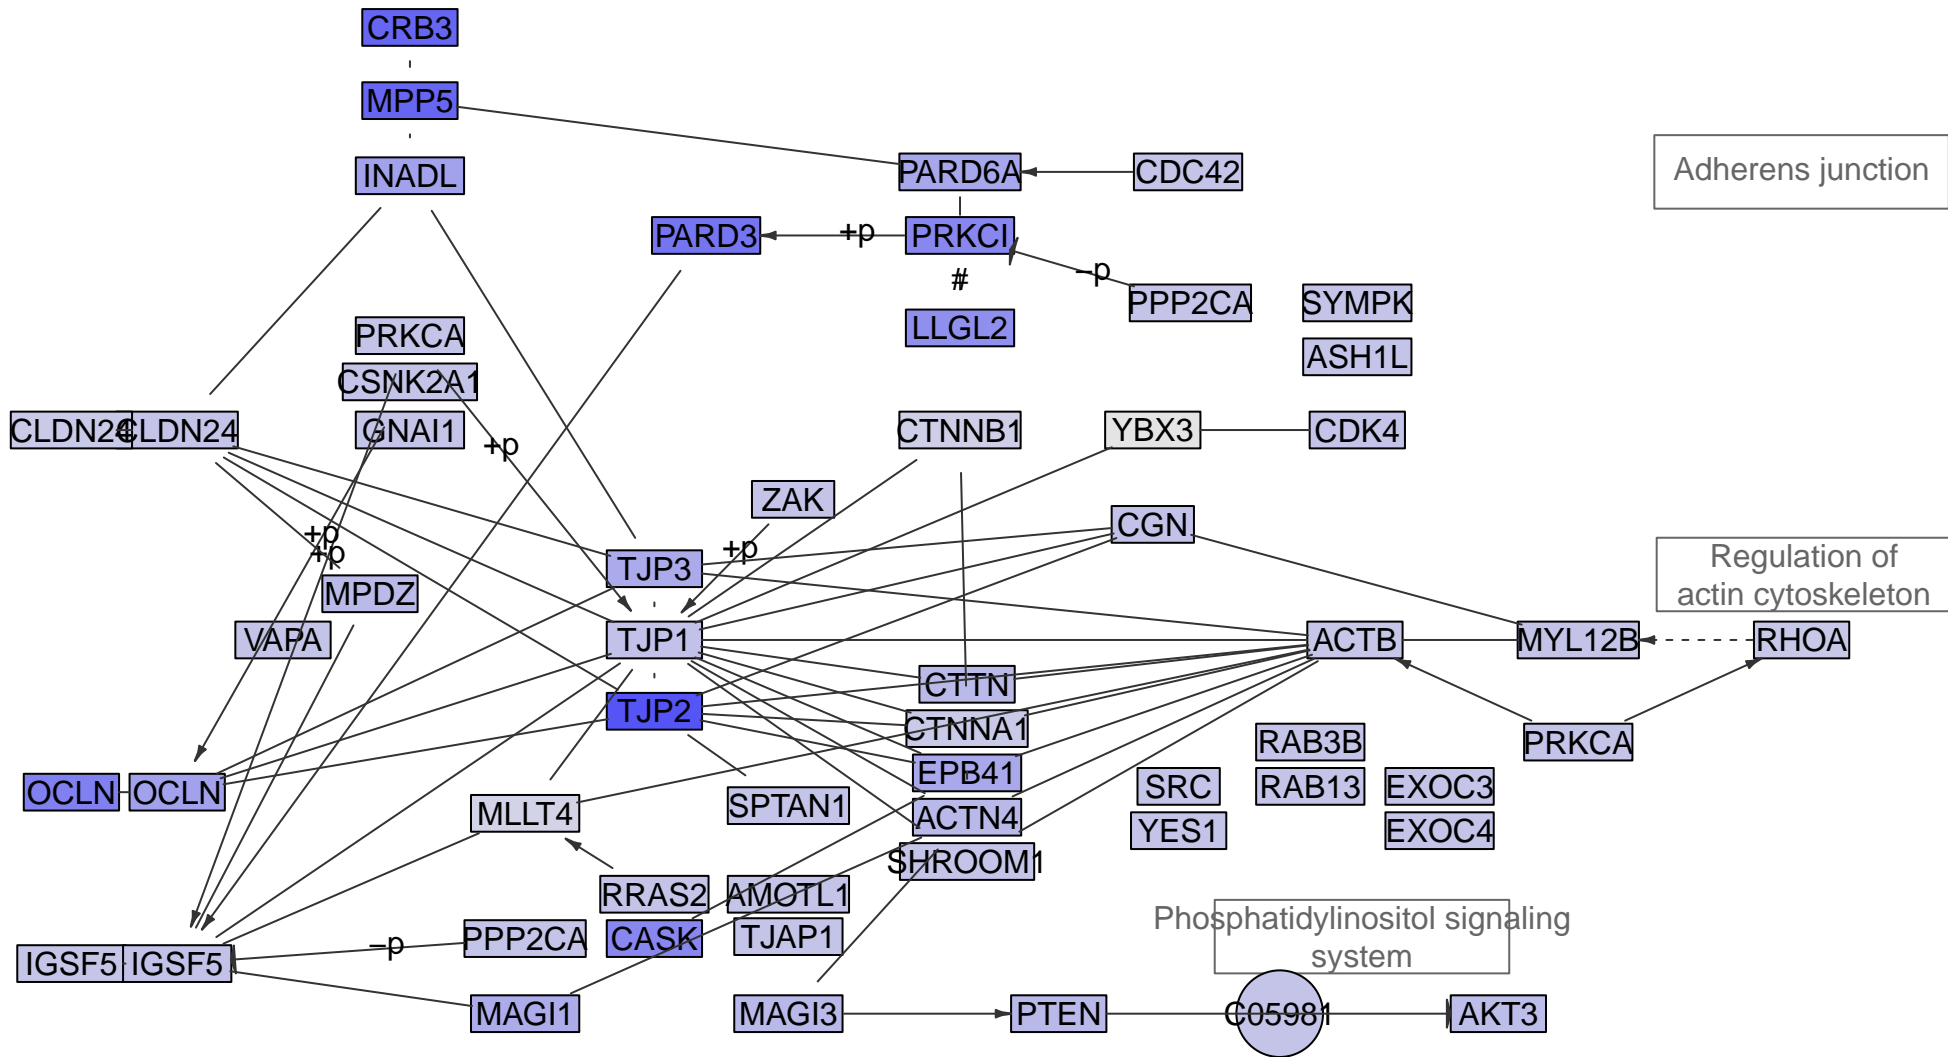 CRB3
MPP5
INADL
PARD6A
CDC42
Adherens junction
PARD3
+p
PRKCI
−p
#
PPP2CA
SYMPK
PRKCA
LLGL2
ASH1L
CSNK2A1
CLDN24
CLDN24
GNAI1
+p
CTNNB1
YBX3
CDK4
ZAK
CGN
+p
+p
+p
TJP3
Regulation of
actin cytoskeleton
MPDZ
VAPA
TJP1
ACTB
MYL12B
RHOA
CTTN
TJP2
CTNNA1
RAB3B
PRKCA
EPB41
OCLN
OCLN
SRC
RAB13
EXOC3
MLLT4
SPTAN1
ACTN4
YES1
EXOC4
SHROOM1
RRAS2
AMOTL1
Phosphatidylinositol signaling
system
PPP2CA
CASK
TJAP1
−p
IGSF5
IGSF5
MAGI1
MAGI3
PTEN
C05981
AKT3